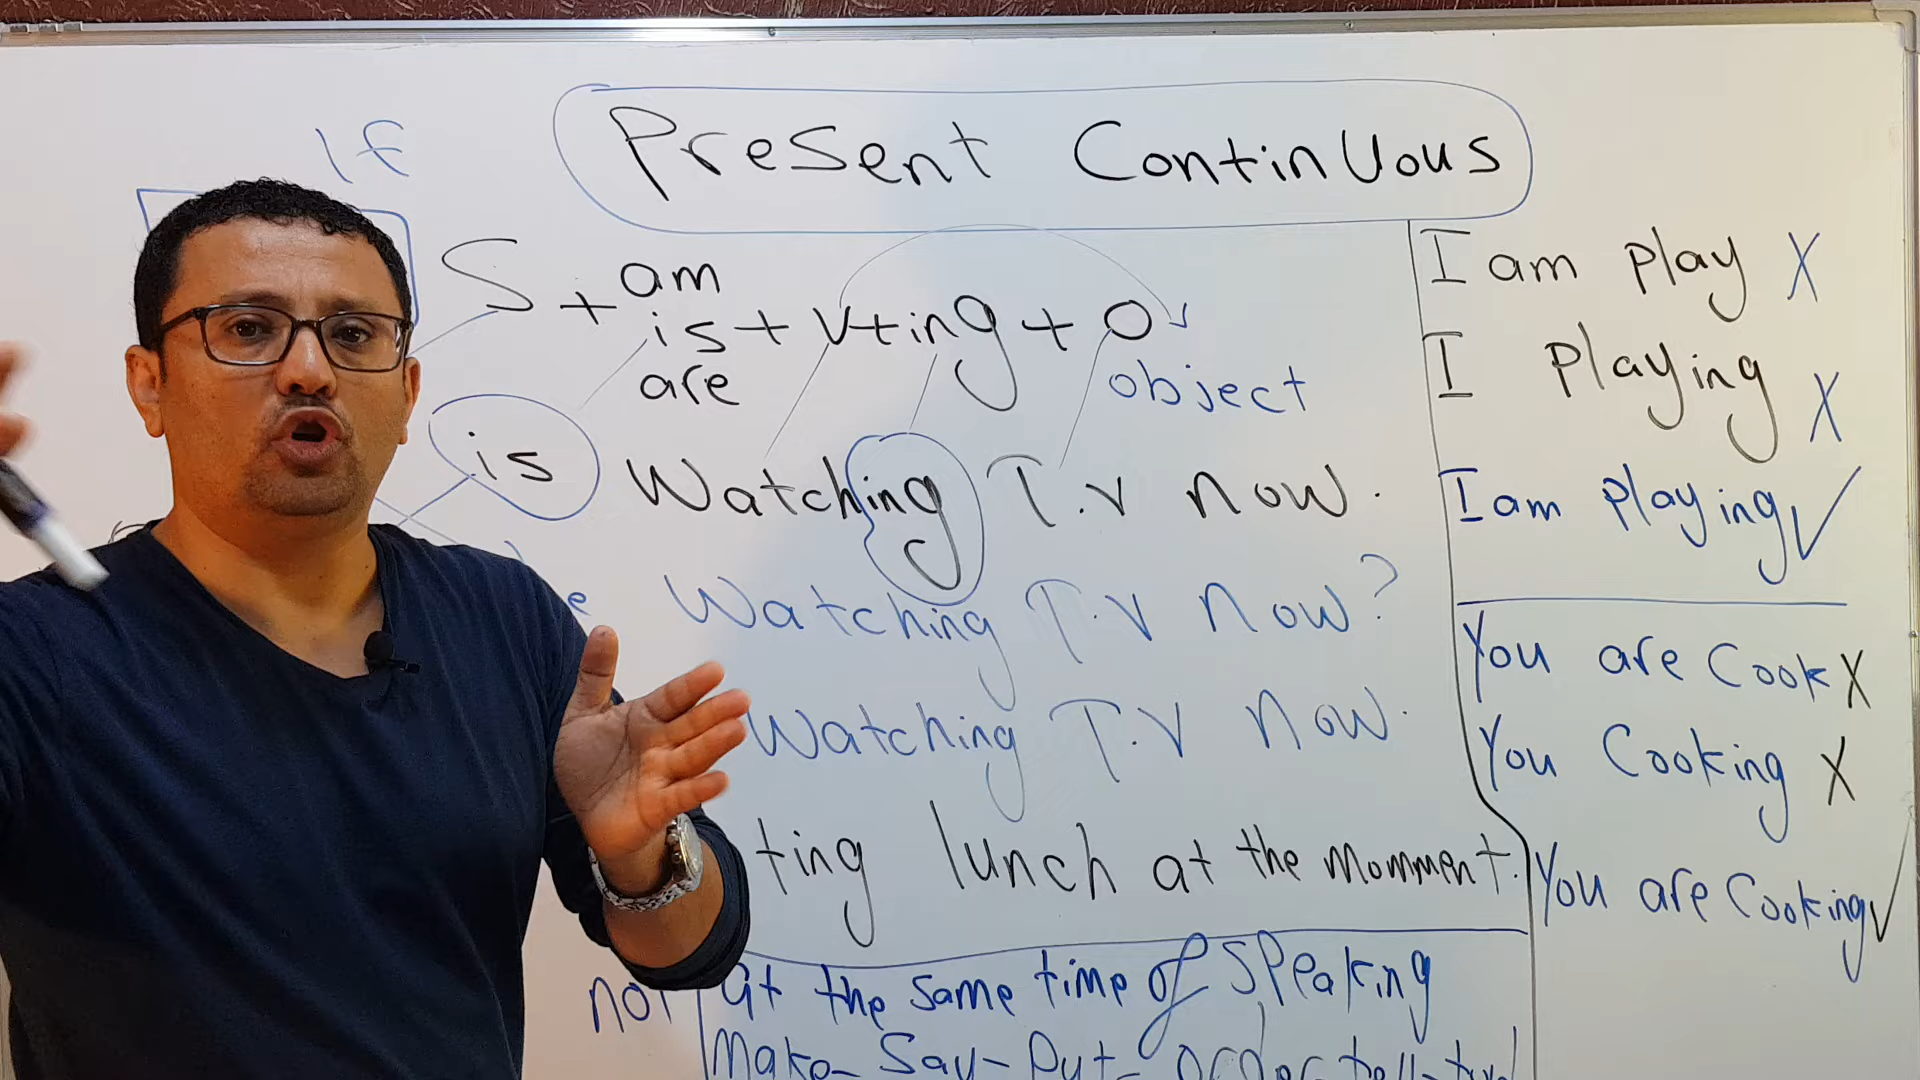 Present Continuous
IF
S + am
is + v+ing + O
are
object
is Watching T.V now.
Watching T.V now?
Watching T.V now.
ting lunch at the momment.
at the same time of speaking
Make - Say - Put - order tell -
I am play X
I playing X
I am playing ✓
You are Cook X
You Cooking X
You are Cooking ✓